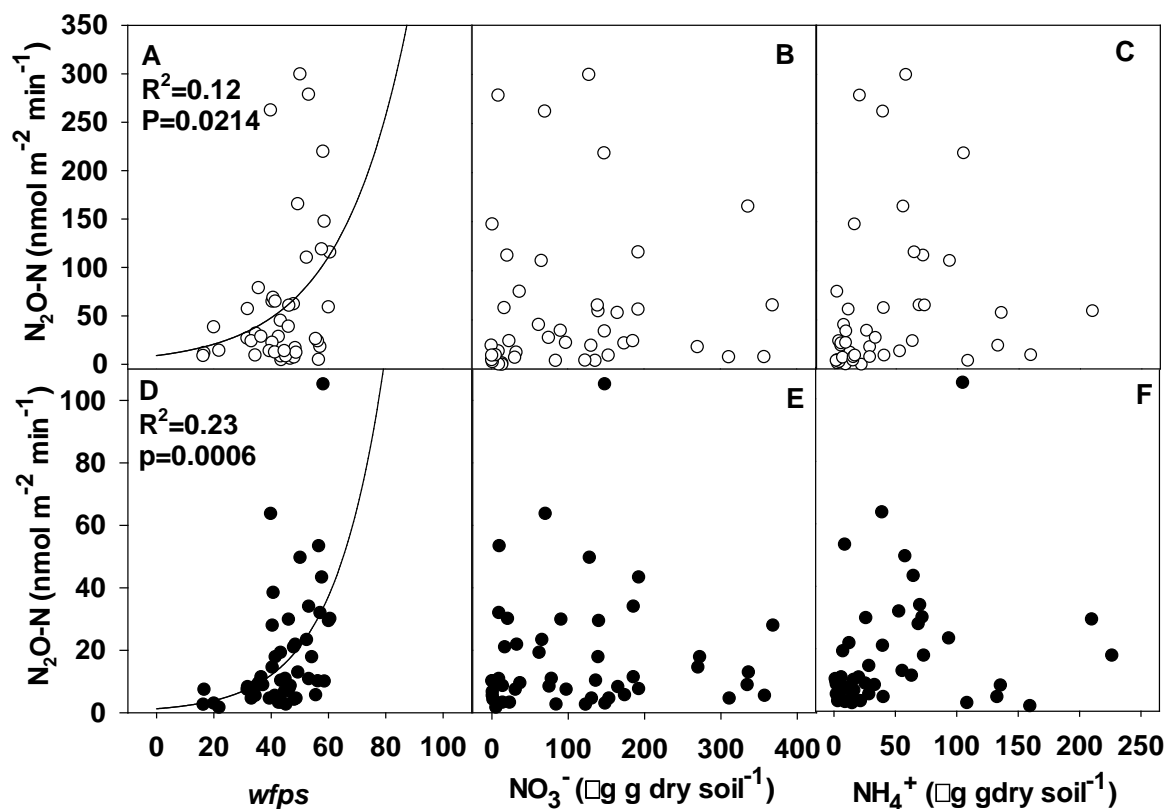 350
300
250
200
150
100
50
0
N₂O-N (nmol m⁻² min⁻¹)
A
R²=0.12
P=0.0214
B
C
100
80
60
40
20
0
N₂O-N (nmol m⁻² min⁻¹)
D
R²=0.23
p=0.0006
E
F
0 20 40 60 80 100
0 100 200 300 400
0 50 100 150 200 250
wfps
NO₃⁻ (□g g dry soil⁻¹)
NH₄⁺ (□g gdry soil⁻¹)